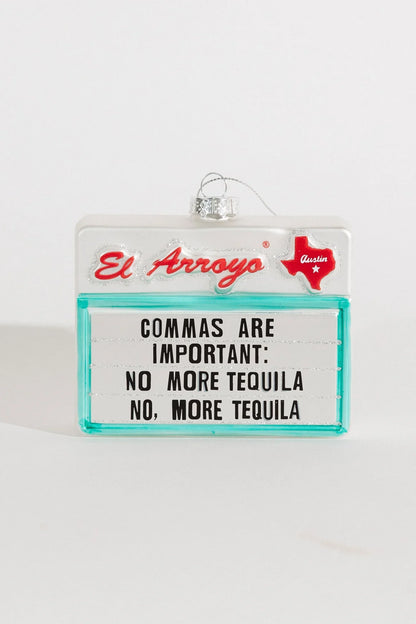 El Arroyo®
Austin
COMMAS ARE
IMPORTANT:
NO MORE TEQUILA
NO, MORE TEQUILA